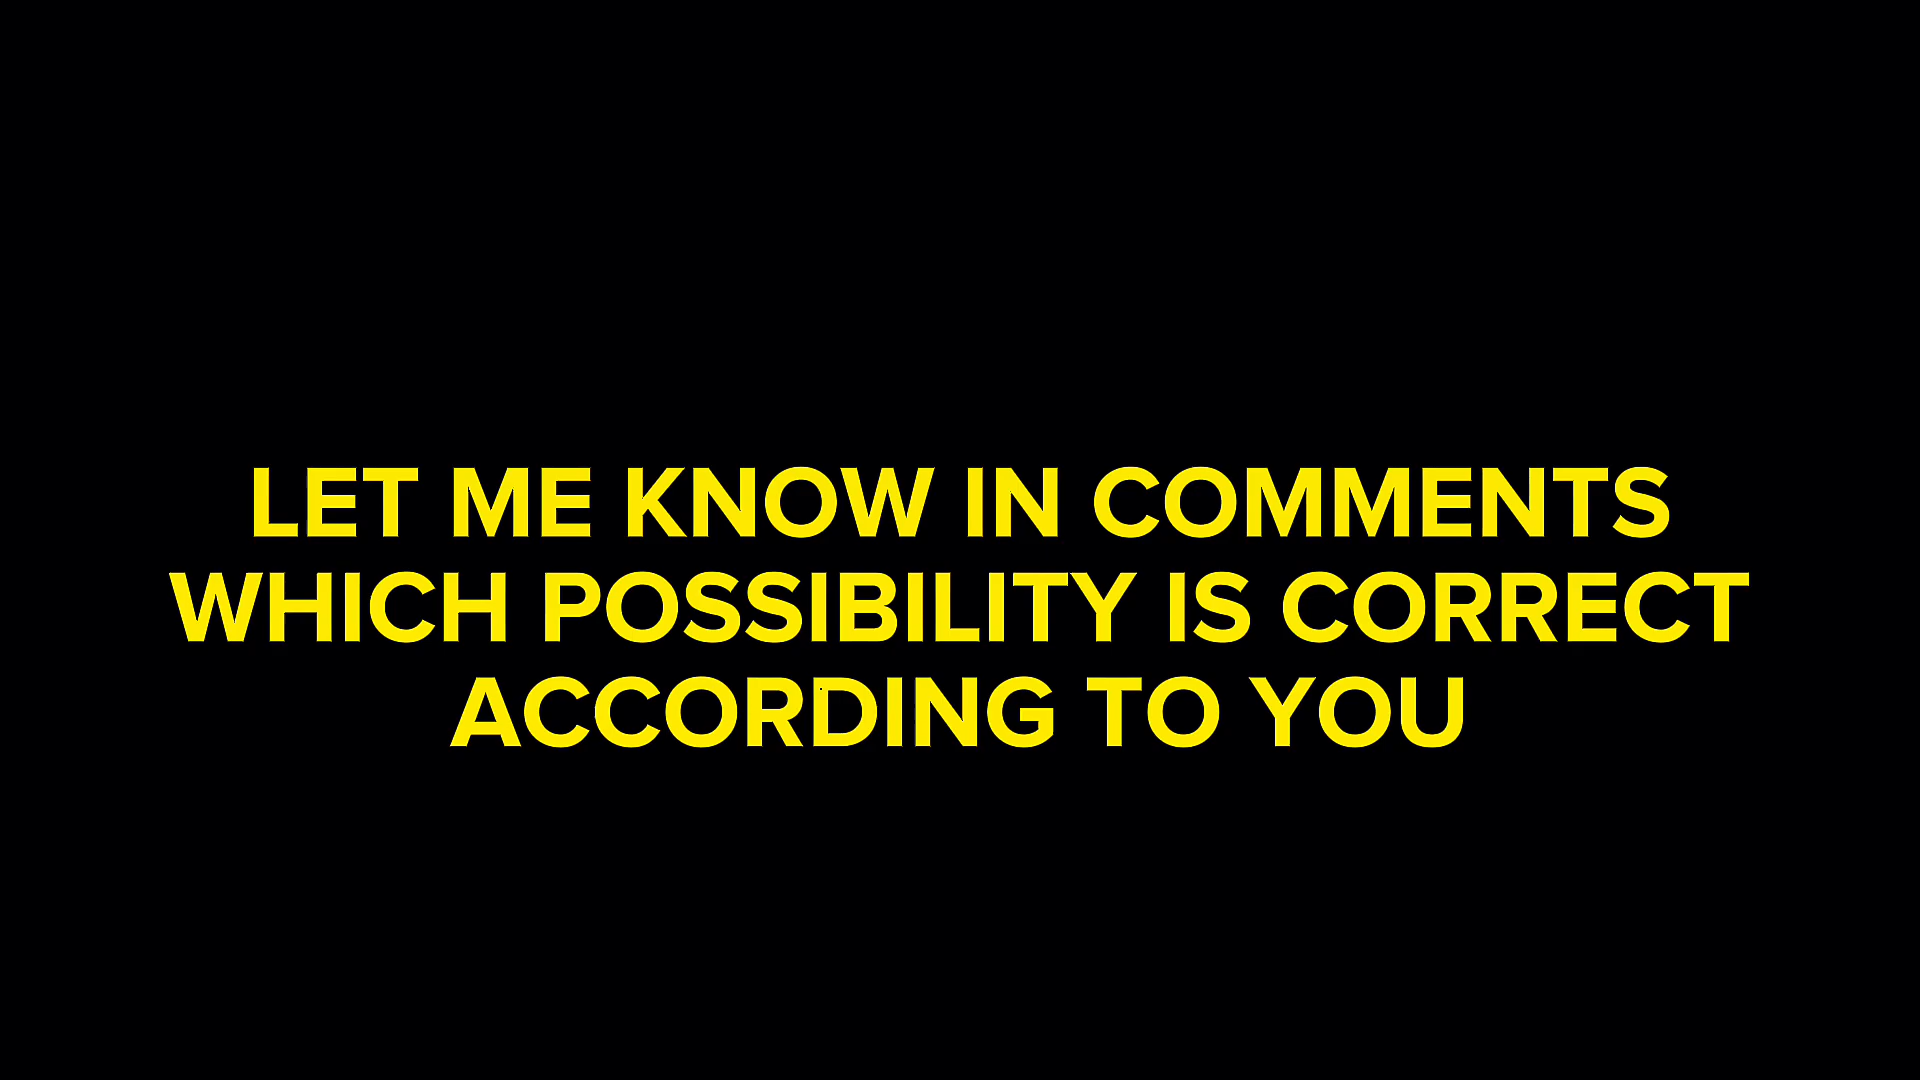 LET ME KNOW IN COMMENTS
WHICH POSSIBILITY IS CORRECT
ACCORDING TO YOU